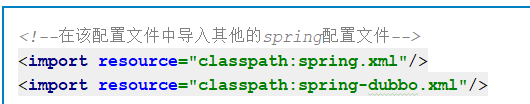 <!--在该配置文件中导入其他的spring配置文件-->
<import resource="classpath:spring.xml"/>
<import resource="classpath:spring-dubbo.xml"/>